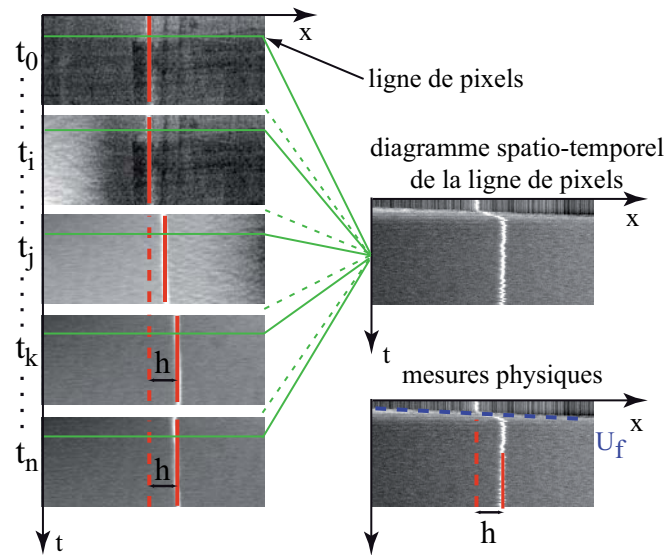 x
t0
ligne de pixels
ti
diagramme spatio-temporel
de la ligne de pixels
x
tj
tk
h
t
mesures physiques
x
Uf
tn
h
h
t